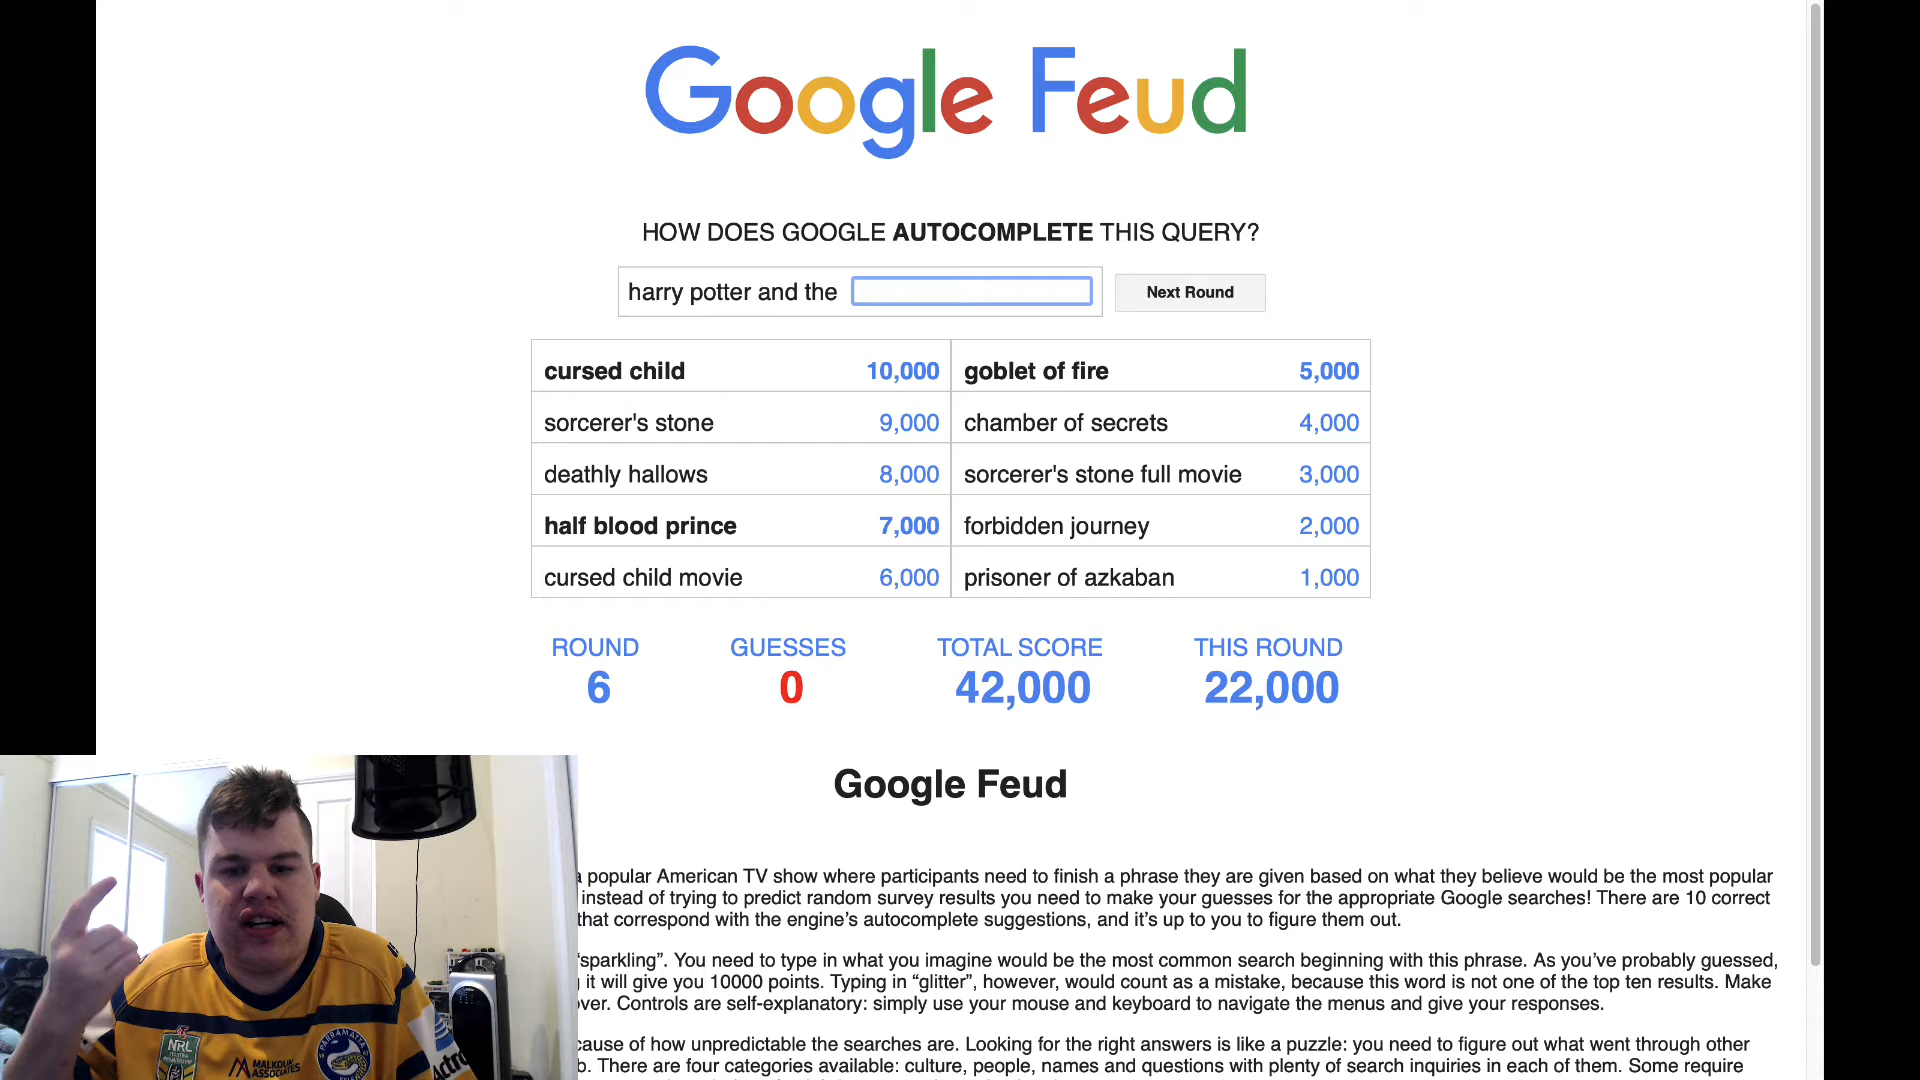 Google Feud
HOW DOES GOOGLE AUTOCOMPLETE THIS QUERY?
harry potter and the
Next Round
cursed child 10,000 goblet of fire 5,000
sorcerer's stone 9,000 chamber of secrets 4,000
deathly hallows 8,000 sorcerer's stone full movie 3,000
half blood prince 7,000 forbidden journey 2,000
cursed child movie 6,000 prisoner of azkaban 1,000
ROUND GUESSES TOTAL SCORE THIS ROUND
6 0 42,000 22,000
Google Feud
popular American TV show where participants need to finish a phrase they are given based on what they believe would be the most popular
instead of trying to predict random survey results you need to make your guesses for the appropriate Google searches! There are 10 correct
that correspond with the engine's autocomplete suggestions, and it's up to you to figure them out.
"sparkling". You need to type in what you imagine would be the most common search beginning with this phrase. As you've probably guessed,
it will give you 10000 points. Typing in "glitter", however, would count as a mistake, because this word is not one of the top ten results. Make
over. Controls are self-explanatory: simply use your mouse and keyboard to navigate the menus and give your responses.
cause of how unpredictable the searches are. Looking for the right answers is like a puzzle: you need to figure out what went through other
b. There are four categories available: culture, people, names and questions with plenty of search inquiries in each of them. Some require
NRL
MALKOUN
ASSOCIATES
PARRAMATTA